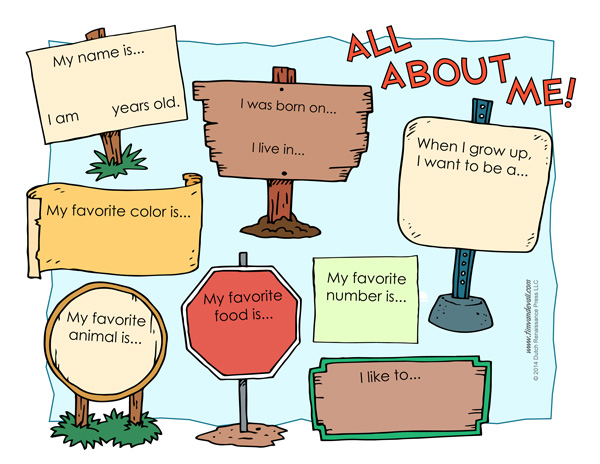 ALL
ABOUT
ME!
My name is...
I am years old.
I was born on...
I live in...
When I grow up,
I want to be a...
My favorite color is...
My favorite
animal is...
My favorite
food is...
My favorite
number is...
I like to...
www.timvandevall.com
© 2014 Dutch Renaissance Press LLC